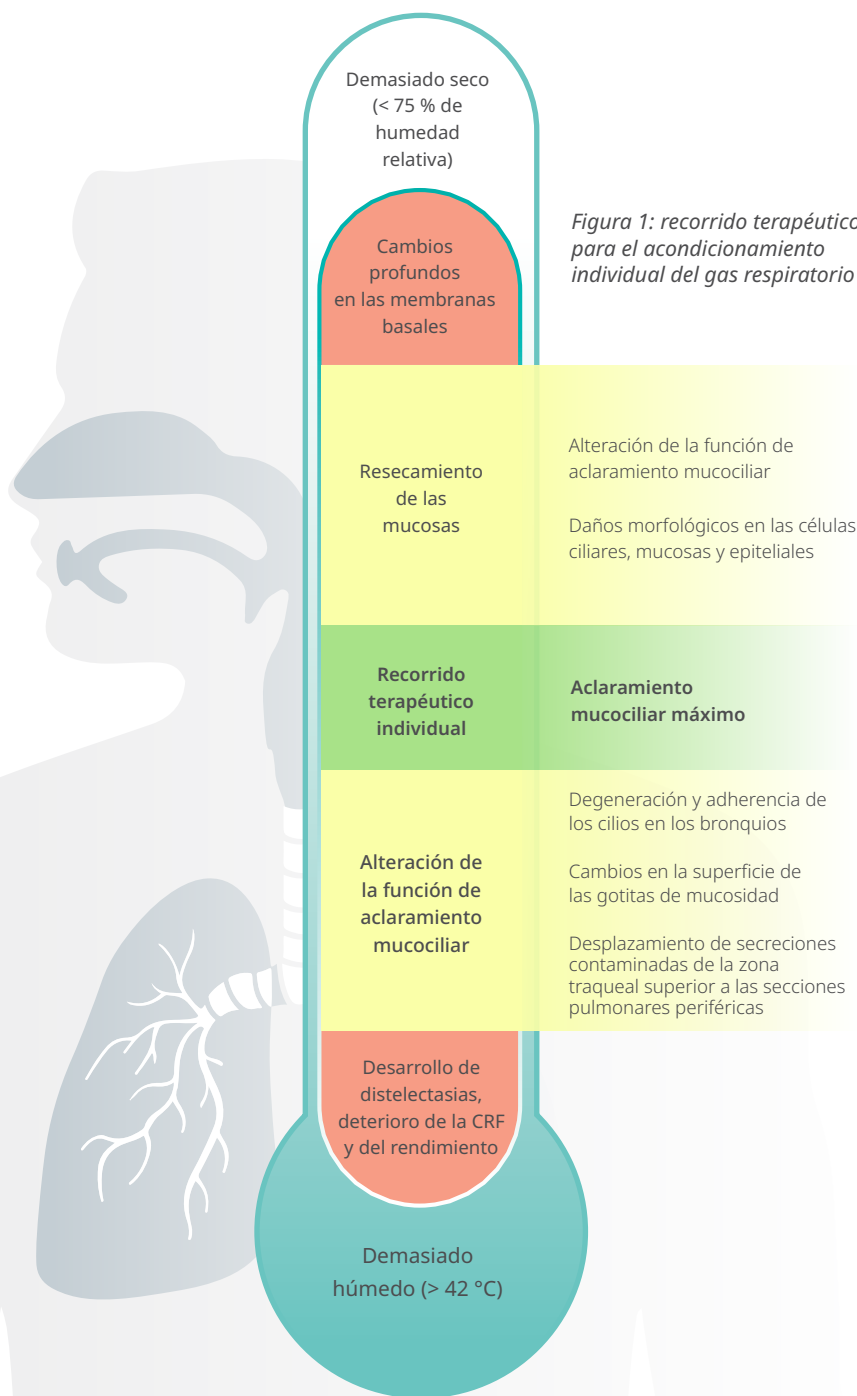 Demasiado seco
(< 75 % de
humedad
relativa)
Figura 1: recorrido terapéutico
para el acondicionamiento
individual del gas respiratorio
Cambios
profundos
en las membranas
basales
Resecamiento
de las
mucosas
Alteración de la función de
aclaramiento mucociliar
Daños morfológicos en las células
ciliares, mucosas y epiteliales
Recorrido
terapéutico
individual
Aclaramiento
mucociliar máximo
Alteración de
la función de
aclaramiento
mucociliar
Degeneración y adherencia de
los cilios en los bronquios
Cambios en la superficie de
las gotitas de mucosidad
Desplazamiento de secreciones
contaminadas de la zona
traqueal superior a las secciones
pulmonares periféricas
Desarrollo de
distelectasias,
deterioro de la CRF
y del rendimiento
Demasiado
húmedo (> 42 °C)